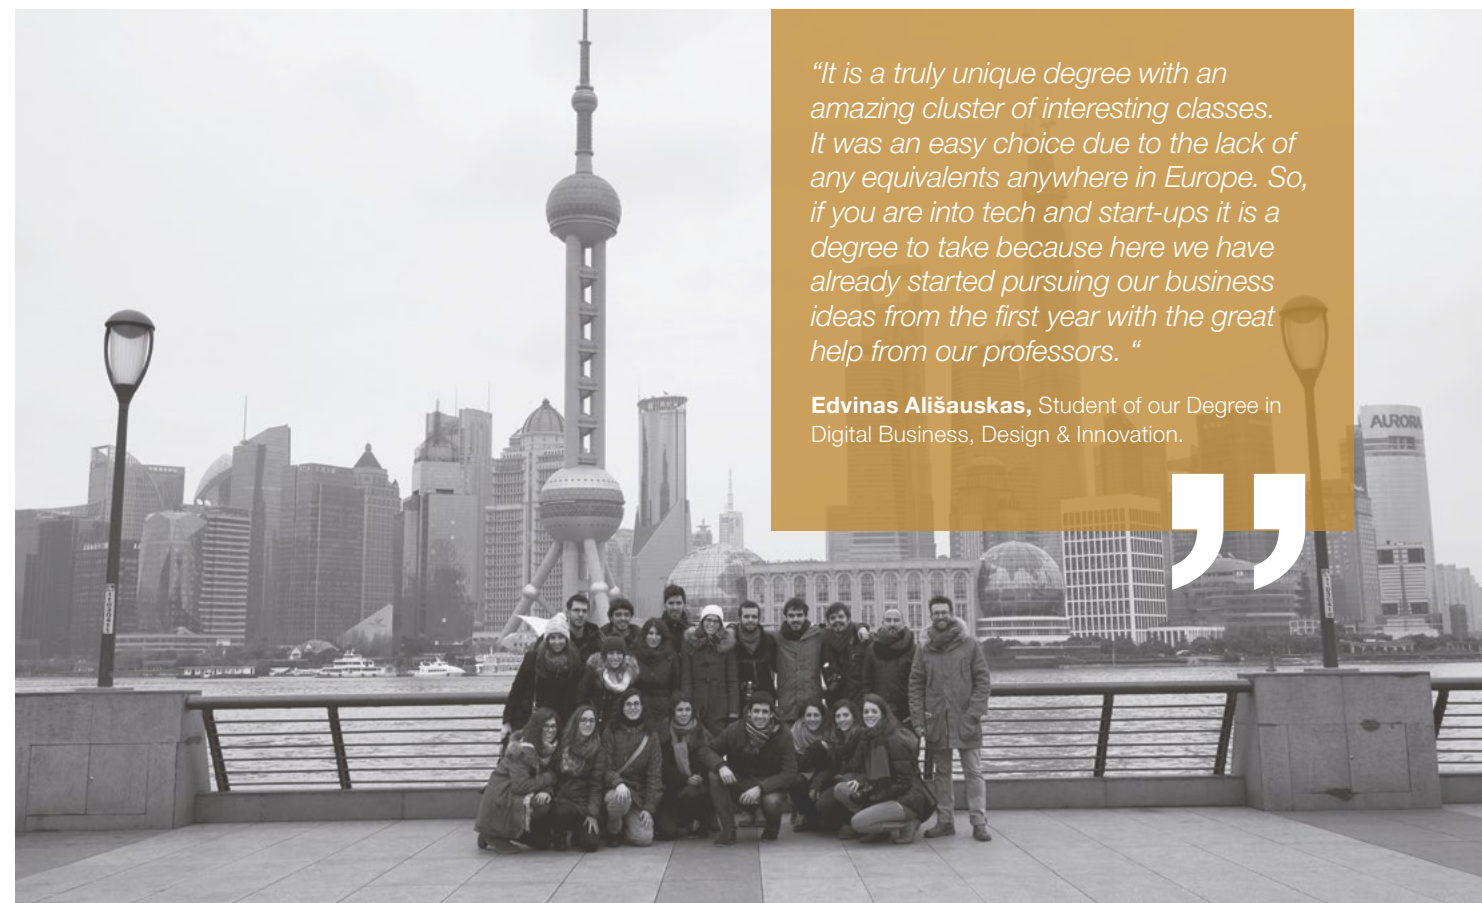 “It is a truly unique degree with an
amazing cluster of interesting classes.
It was an easy choice due to the lack of
any equivalents anywhere in Europe. So,
if you are into tech and start-ups it is a
degree to take because here we have
already started pursuing our business
ideas from the first year with the great
help from our professors. “
Edvinas Ališauskas, Student of our Degree in
Digital Business, Design & Innovation.
”
AURORA